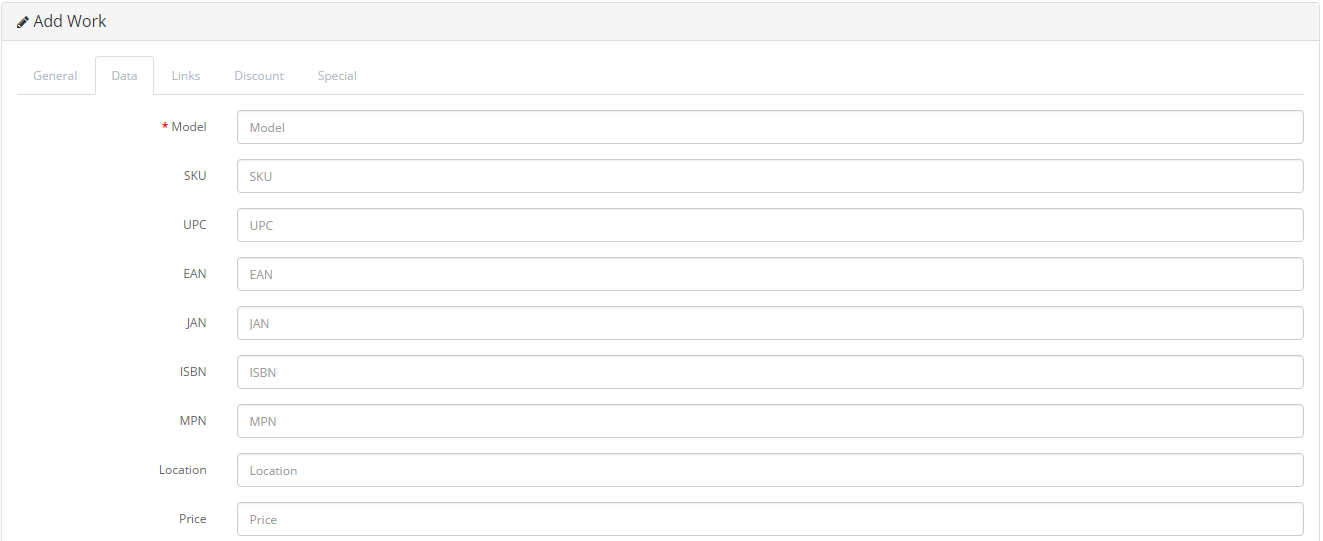 Add Work
General Data Links Discount Special
* Model Model
SKU SKU
UPC UPC
EAN EAN
JAN JAN
ISBN ISBN
MPN MPN
Location Location
Price Price